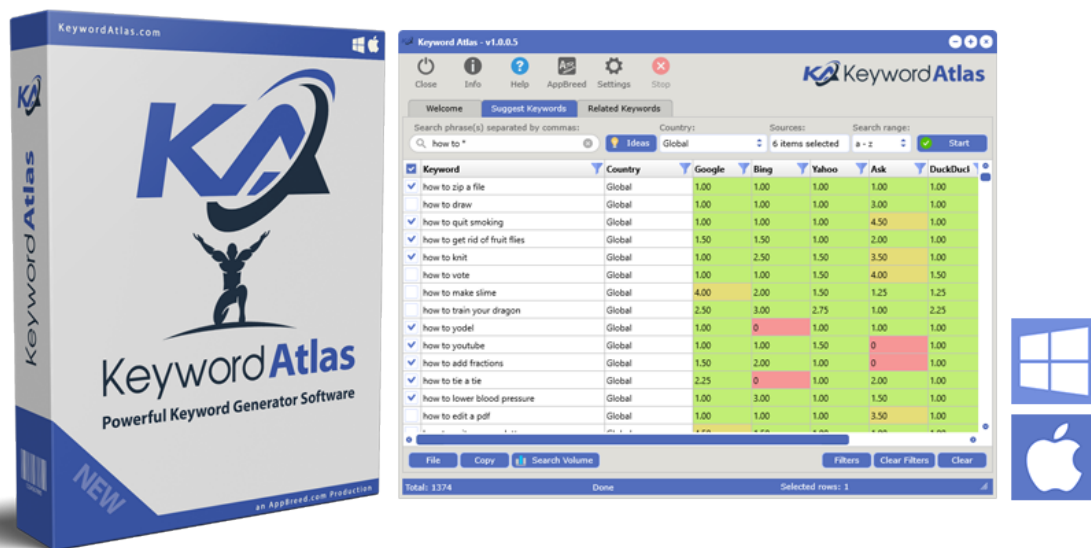 KeywordAtlas.com
KA
Keyword Atlas
KA
Keyword Atlas
Powerful Keyword Generator Software
NEW
an AppBreed.com Production
Keyword Atlas - v1.0.0.5
Close Info Help AppBreed Settings Stop
KA Keyword Atlas
Welcome Suggest Keywords Related Keywords
Search phrase(s) separated by commas: Country: Sources: Search range:
how to * Ideas Global 6 items selected a - z Start
Keyword Country Google Bing Yahoo Ask DuckDucl
how to zip a file Global 1.00 1.00 1.00 1.00 1.00
how to draw Global 1.00 1.00 1.00 3.00 1.00
how to quit smoking Global 1.00 1.00 1.00 4.50 1.00
how to get rid of fruit flies Global 1.50 1.50 1.00 2.00 1.00
how to knit Global 1.00 2.50 1.50 3.50 1.00
how to vote Global 1.00 1.00 1.50 4.00 1.50
how to make slime Global 4.00 2.00 1.50 1.25 1.25
how to train your dragon Global 2.50 3.00 2.75 1.00 2.25
how to yodel Global 1.00 0 1.00 1.00 1.00
how to youtube Global 1.00 1.00 1.50 0 1.00
how to add fractions Global 1.50 2.00 1.00 0 1.00
how to tie a tie Global 2.25 0 1.00 2.00 1.00
how to lower blood pressure Global 1.00 3.00 1.00 1.50 1.00
how to edit a pdf Global 1.00 1.00 1.00 3.50 1.00
File Copy Search Volume Filters Clear Filters Clear
Total: 1374 Done Selected rows: 1